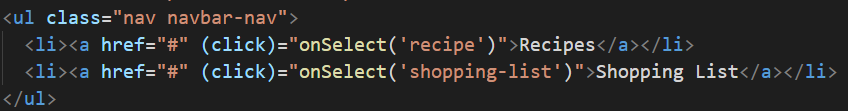 <ul class="nav navbar-nav">
<li><a href="#" (click)="onSelect('recipe')">Recipes</a></li>
<li><a href="#" (click)="onSelect('shopping-list')">Shopping List</a></li>
</ul>